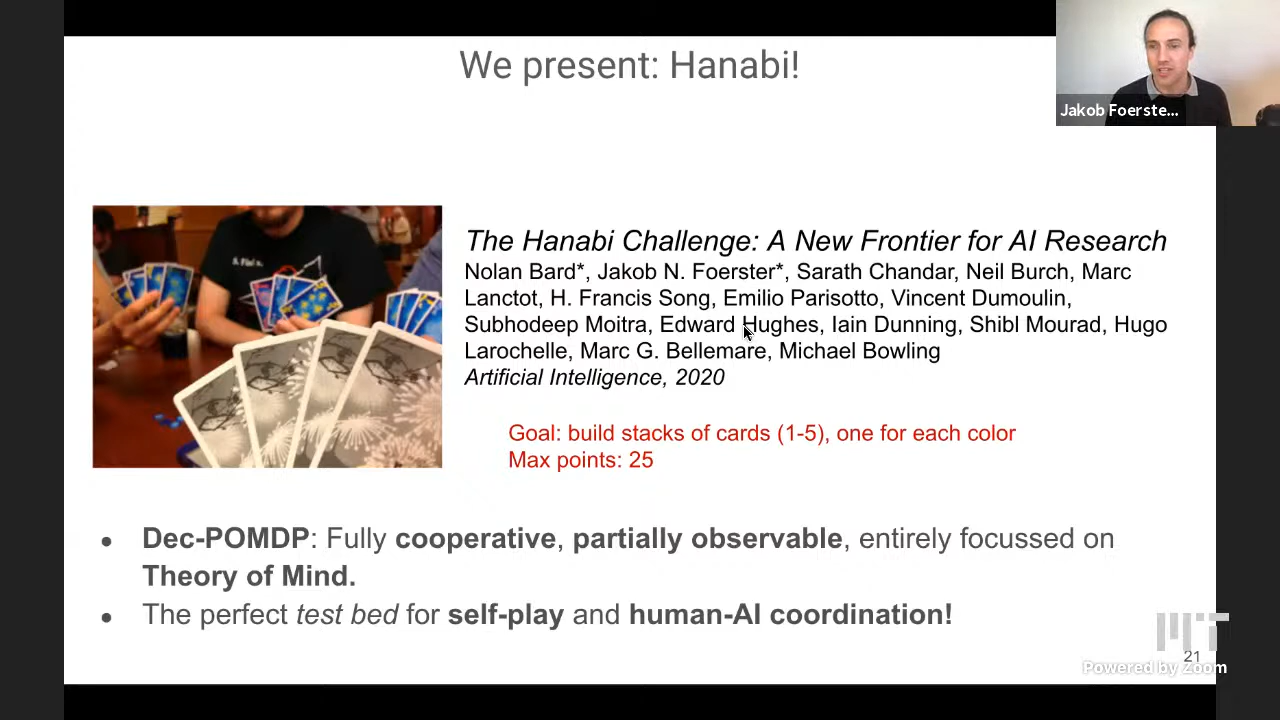 We present: Hanabi!
Jakob Foerste...
The Hanabi Challenge: A New Frontier for AI Research
Nolan Bard*, Jakob N. Foerster*, Sarath Chandar, Neil Burch, Marc
Lanctot, H. Francis Song, Emilio Parisotto, Vincent Dumoulin,
Subhodeep Moitra, Edward Hughes, Iain Dunning, Shibl Mourad, Hugo
Larochelle, Marc G. Bellemare, Michael Bowling
Artificial Intelligence, 2020
Goal: build stacks of cards (1-5), one for each color
Max points: 25
● Dec-POMDP: Fully cooperative, partially observable, entirely focussed on
Theory of Mind.
● The perfect test bed for self-play and human-AI coordination!
MIT
21
Powered by Zoom